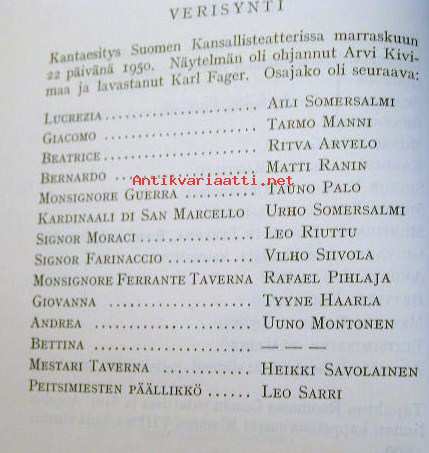 VERISYNTI
Kantaesitys Suomen Kansallisteatterissa marraskuun
22 päivänä 1950. Näytelmän oli ohjannut Arvi Kivi-
maa ja lavastanut Karl Fager. Osajako oli seuraava:
LUCREZIA .................... AILI SOMERSALMI
GIACOMO .................... TARMO MANNI
BEATRICE .................... RITVA ARVELO
BERNARDO .................... MATTI RANIN
Antikvariaatti.net
MONSIGNORE GUERRA ......... TAUNO PALO
KARDINAALI DI SAN MARCELLO URHO SOMERSALMI
SIGNOR MORACI ............... LEO RIUTTU
SIGNOR FARINACCIO ........... VILHO SIIVOLA
MONSIGNORE FERRANTE TAVERNA RAFAEL PIHLAJA
GIOVANNA ................ TYYNE HAARLA
ANDREA .................... UUNO MONTONEN
BETTINA .................... — — —
MESTARI TAVERNA ............ HEIKKI SAVOLAINEN
PEITSIMIESTEN PÄÄLLIKKÖ ...... LEO SARRI